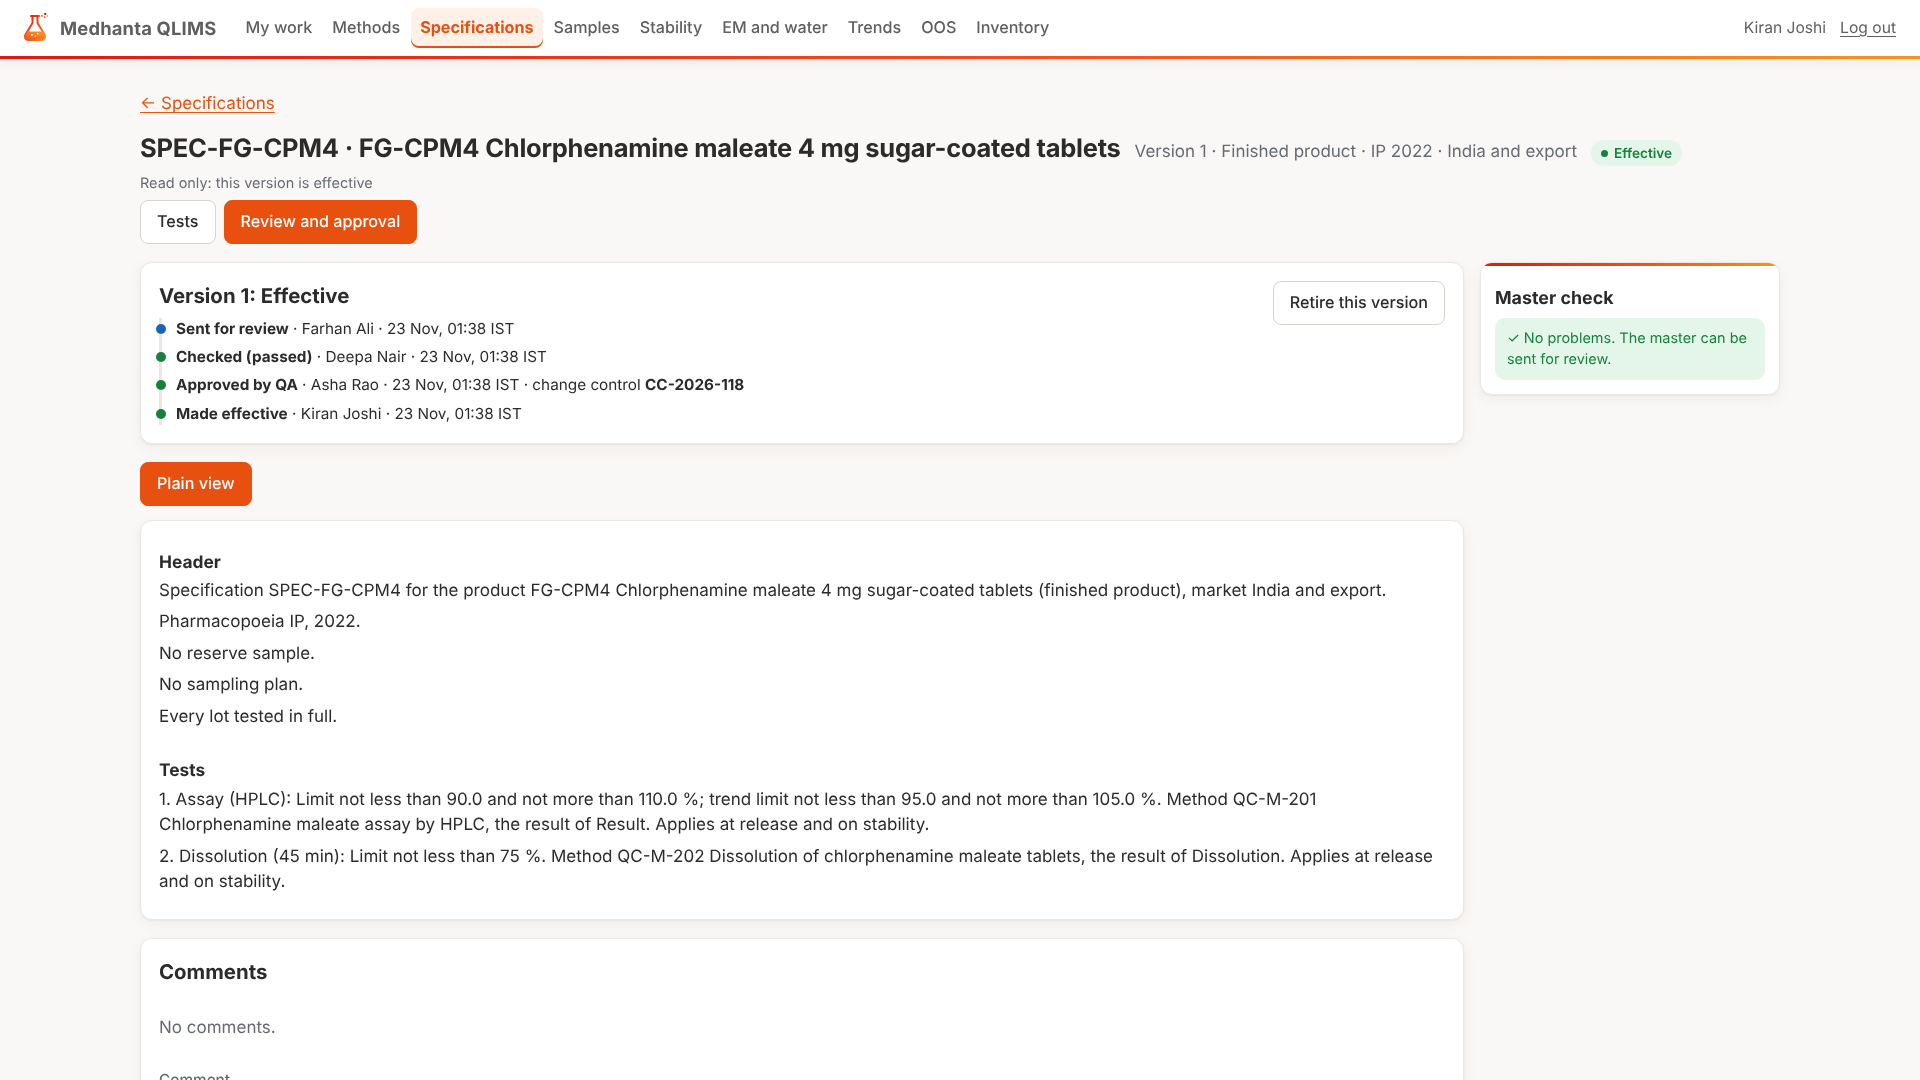 Medhanta QLIMS My work Methods Specifications Samples Stability EM and water Trends OOS Inventory Kiran Joshi Log out
← Specifications
SPEC-FG-CPM4 · FG-CPM4 Chlorphenamine maleate 4 mg sugar-coated tablets Version 1 · Finished product · IP 2022 · India and export Effective
Read only: this version is effective
Tests Review and approval
Version 1: Effective
Retire this version
Sent for review · Farhan Ali · 23 Nov, 01:38 IST
Checked (passed) · Deepa Nair · 23 Nov, 01:38 IST
Approved by QA · Asha Rao · 23 Nov, 01:38 IST · change control CC-2026-118
Made effective · Kiran Joshi · 23 Nov, 01:38 IST
Master check
✓ No problems. The master can be
sent for review.
Plain view
Header
Specification SPEC-FG-CPM4 for the product FG-CPM4 Chlorphenamine maleate 4 mg sugar-coated tablets (finished product), market India and export.
Pharmacopoeia IP, 2022.
No reserve sample.
No sampling plan.
Every lot tested in full.
Tests
1. Assay (HPLC): Limit not less than 90.0 and not more than 110.0 %; trend limit not less than 95.0 and not more than 105.0 %. Method QC-M-201
Chlorphenamine maleate assay by HPLC, the result of Result. Applies at release and on stability.
2. Dissolution (45 min): Limit not less than 75 %. Method QC-M-202 Dissolution of chlorphenamine maleate tablets, the result of Dissolution. Applies at release
and on stability.
Comments
No comments.
Comment